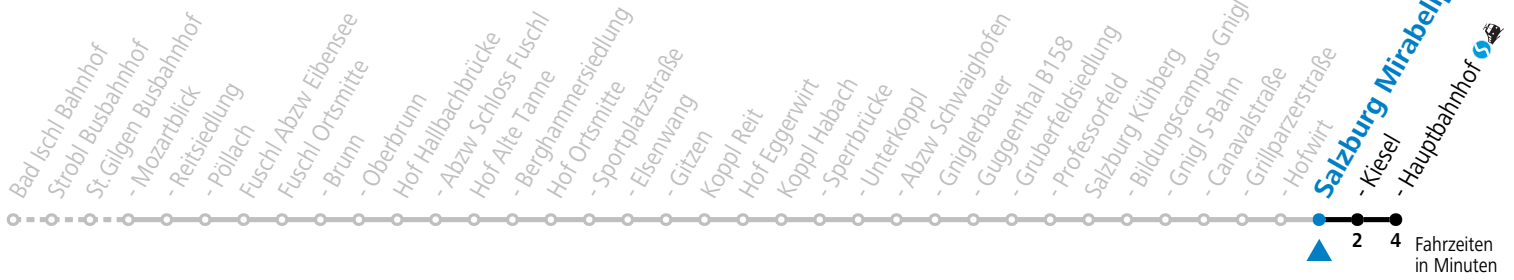 Bad Ischl Bahnhof
Strobl Busbahnhof
St.Gilgen Busbahnhof
- Mozartblick
- Reitsiedlung
- Pöllach
Fuschl Abzw Eibensee
Fuschl Ortsmitte
- Brunn
- Oberbrunn
Hof Hallbachbrücke
- Abzw Schloss Fuschl
Hof Alte Tanne
- Berghammersiedlung
Hof Ortsmitte
- Sportplatzstraße
- Elsenwang
- Gitzen
Koppl Reit
Hof Eggerwirt
Koppl Habach
- Sperrbrücke
- Unterkoppl
- Abzw Schwaighofen
- Gniglerbauer
- Guggenthal B158
- Gruberfeldsiedlung
- Professorfeld
Salzburg Kühberg
- Bildungscampus Gnigl
- Gnigl S-Bahn
- Canavalstraße
- Grillparzerstraße
- Hofwirt
Salzburg
- Kiesel
- Hauptbahnhof
2 4 Fahrzeiten
in Minuten